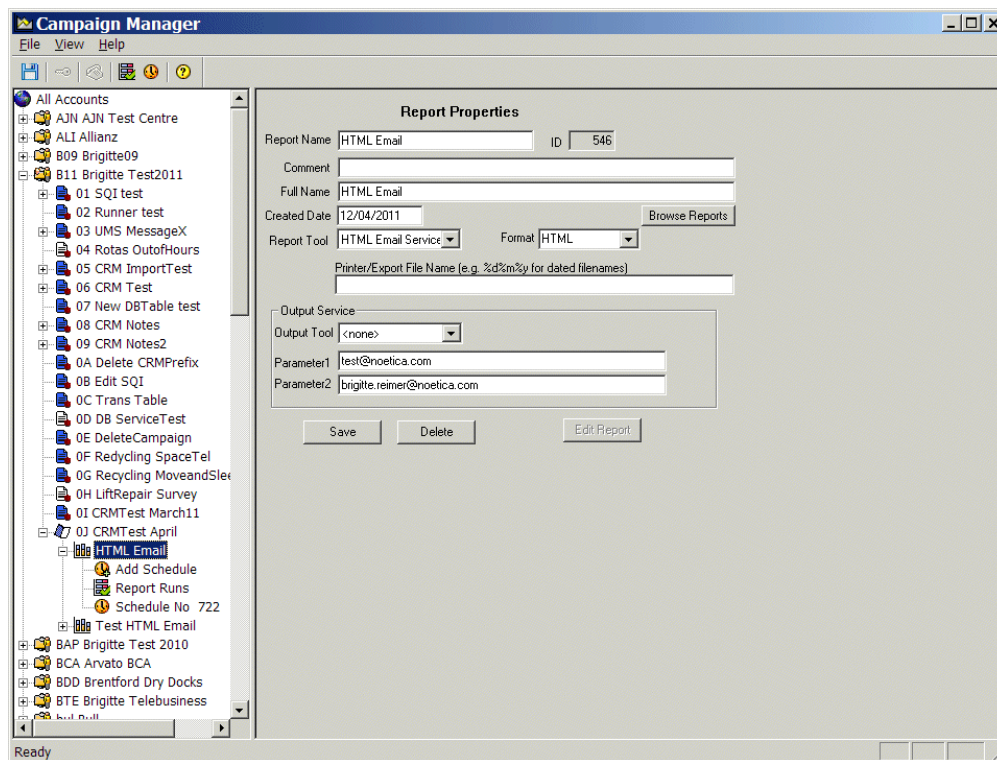 Campaign Manager
File View Help
All Accounts
AJN AJN Test Centre
ALI Allianz
B09 Brigitte09
B11 Brigitte Test2011
01 SQI test
02 Runner test
03 UMS MessageX
04 Rotas OutofHours
05 CRM ImportTest
06 CRM Test
07 New DBTable test
08 CRM Notes
09 CRM Notes2
0A Delete CRMPrefix
0B Edit SQI
0C Trans Table
0D DB ServiceTest
0E DeleteCampaign
0F Redycling SpaceTel
0G Recycling MoveandSlee
0H LiftRepair Survey
0I CRMTest March11
0J CRMTest April
HTML Email
Add Schedule
Report Runs
Schedule No 722
Test HTML Email
BAP Brigitte Test 2010
BCA Arvato BCA
BDD Brentford Dry Docks
BTE Brigitte Telebusiness
Report Properties
Report Name HTML Email ID 546
Comment
Full Name HTML Email
Created Date 12/04/2011 Browse Reports
Report Tool HTML Email Service Format HTML
Printer/Export File Name (e.g. %d%m%y for dated filenames)
Output Service
Output Tool <none>
Parameter1 test@noetica.com
Parameter2 brigitte.reimer@noetica.com
Save Delete Edit Report
Ready